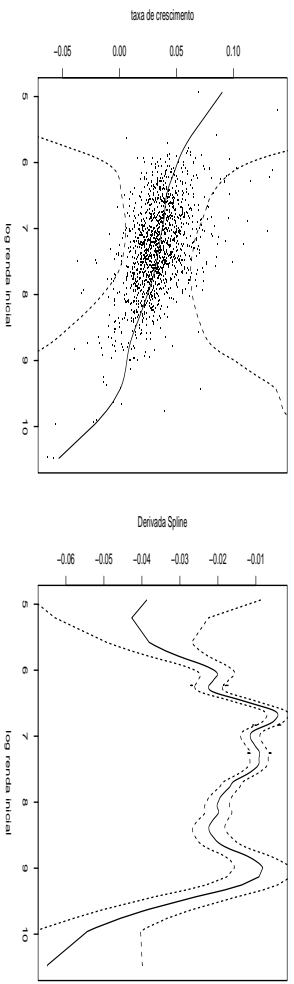 taxa de crescimento
-0.05 0.00 0.05 0.10
5 6 7 8 9 10
log renda inicial
Derivada Spline
-0.06 -0.05 -0.04 -0.03 -0.02 -0.01
5 6 7 8 9 10
log renda inicial